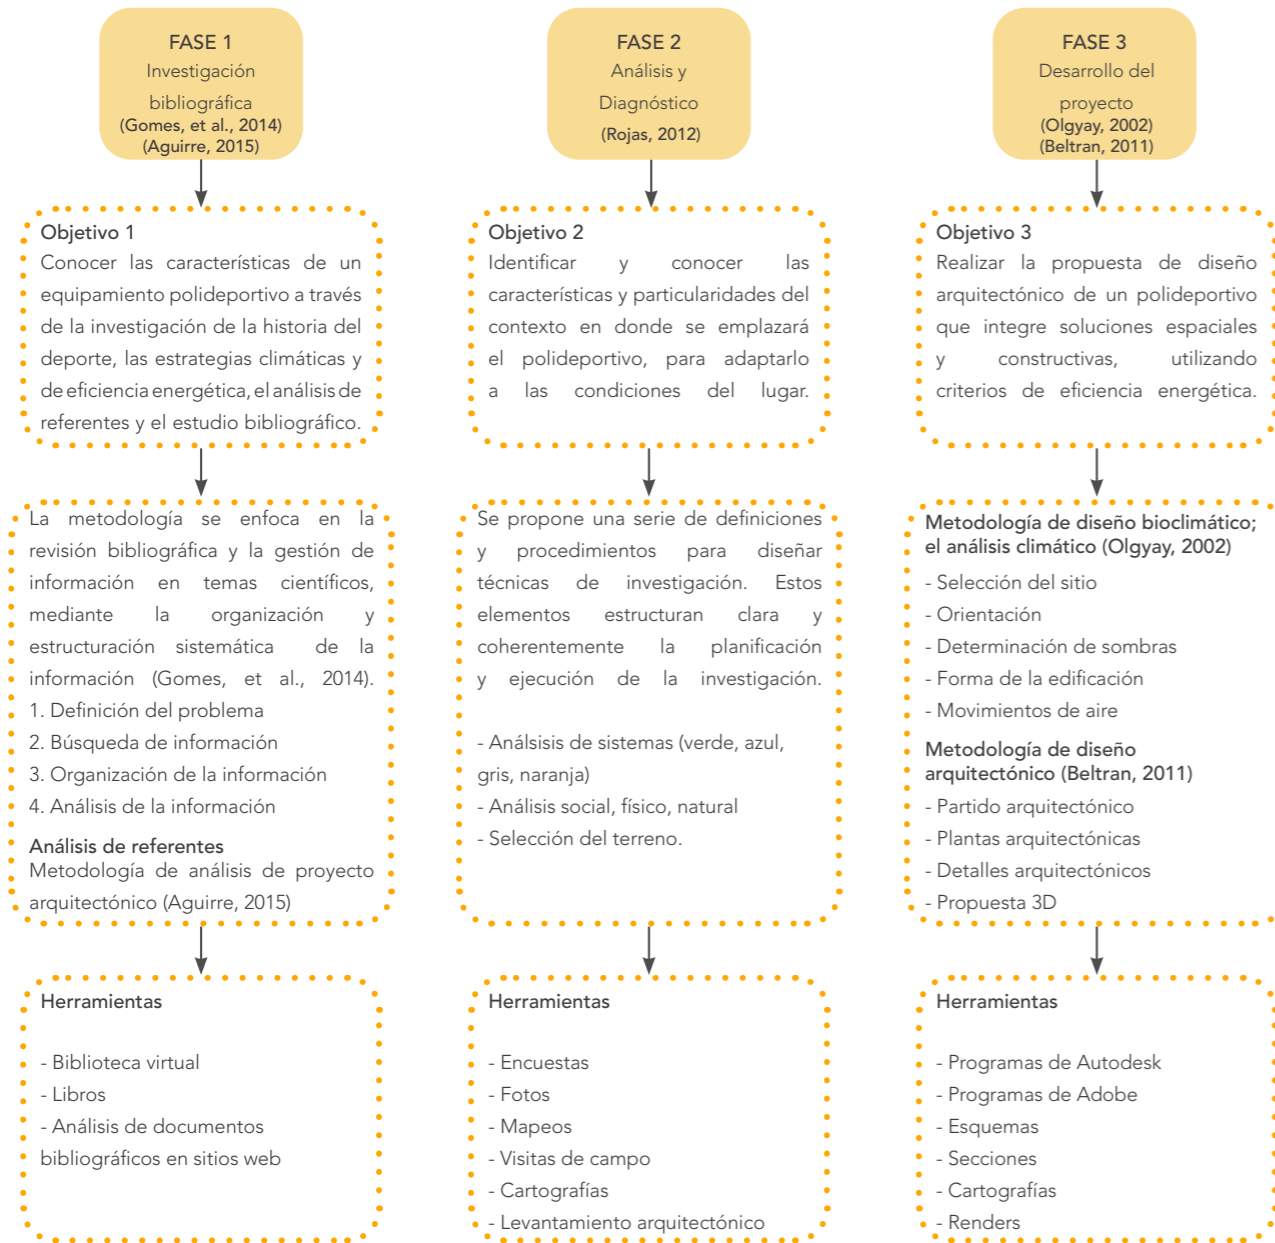 FASE 1
Investigación
bibliográfica
(Gomes, et al., 2014)
(Aguirre, 2015)
Objetivo 1
Conocer las características de un
equipamiento polideportivo a través
de la investigación de la historia del
deporte, las estrategias climáticas y
de eficiencia energética, el análisis de
referentes y el estudio bibliográfico.
La metodología se enfoca en la
revisión bibliográfica y la gestión de
información en temas científicos,
mediante la organización y
estructuración sistemática de la
información (Gomes, et al., 2014).
1. Definición del problema
2. Búsqueda de información
3. Organización de la información
4. Análisis de la información
Análisis de referentes
Metodología de análisis de proyecto
arquitectónico (Aguirre, 2015)
Herramientas
- Biblioteca virtual
- Libros
- Análisis de documentos
bibliográficos en sitios web
FASE 2
Análisis y
Diagnóstico
(Rojas, 2012)
Objetivo 2
Identificar y conocer las
características y particularidades del
contexto en donde se emplazará
el polideportivo, para adaptarlo
a las condiciones del lugar.
Se propone una serie de definiciones
y procedimientos para diseñar
técnicas de investigación. Estos
elementos estructuran clara y
coherentemente la planificación
y ejecución de la investigación.
- Análsisis de sistemas (verde, azul,
gris, naranja)
- Análisis social, físico, natural
- Selección del terreno.
Herramientas
- Encuestas
- Fotos
- Mapeos
- Visitas de campo
- Cartografías
- Levantamiento arquitectónico
FASE 3
Desarrollo del
proyecto
(Olgyay, 2002)
(Beltran, 2011)
Objetivo 3
Realizar la propuesta de diseño
arquitectónico de un polideportivo
que integre soluciones espaciales
y constructivas, utilizando
criterios de eficiencia energética.
Metodología de diseño bioclimático;
el análisis climático (Olgyay, 2002)
- Selección del sitio
- Orientación
- Determinación de sombras
- Forma de la edificación
- Movimientos de aire
Metodología de diseño
arquitectónico (Beltran, 2011)
- Partido arquitectónico
- Plantas arquitectónicas
- Detalles arquitectónicos
- Propuesta 3D
Herramientas
- Programas de Autodesk
- Programas de Adobe
- Esquemas
- Secciones
- Cartografías
- Renders